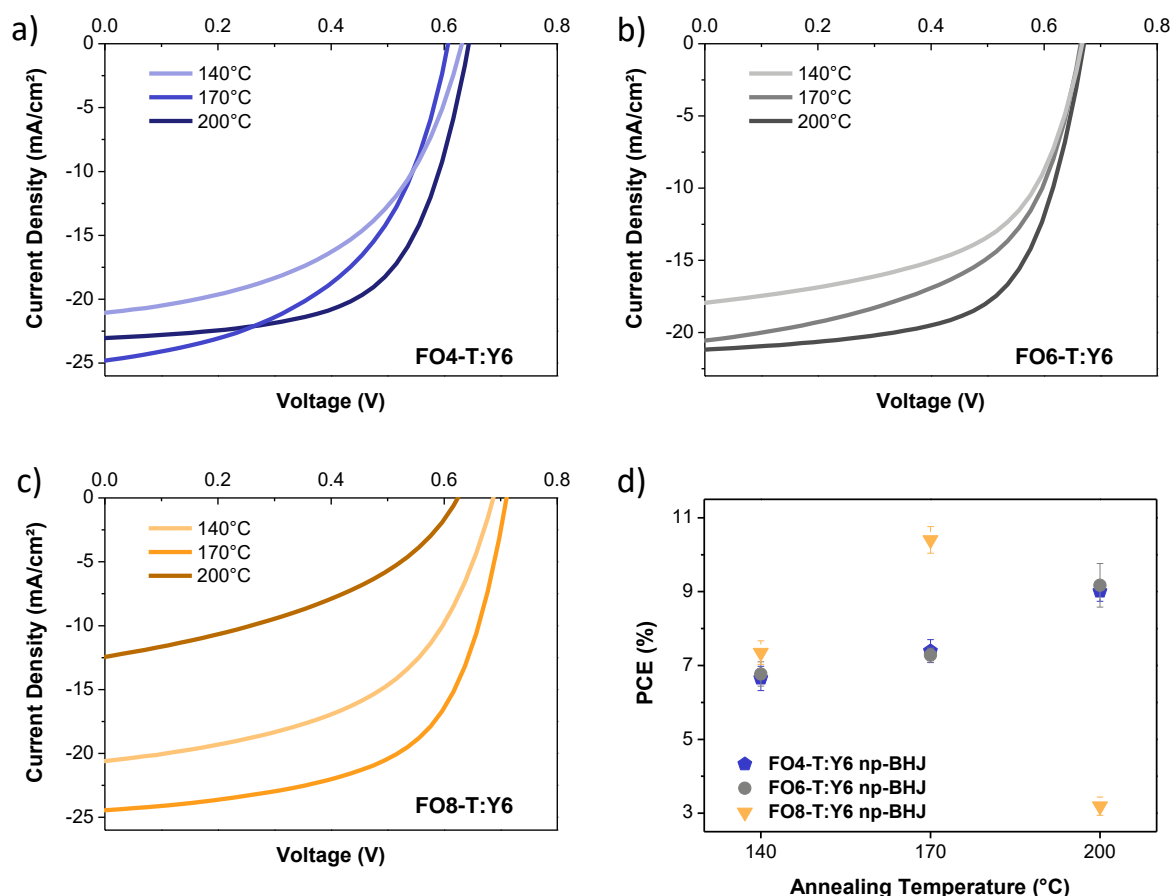 a)
0.0 0.2 0.4 0.6 0.8
0
-5
-10
-15
-20
-25
Current Density (mA/cm²)
140°C
170°C
200°C
FO4-T:Y6
Voltage (V)
b)
0.0 0.2 0.4 0.6 0.8
0
-5
-10
-15
-20
Current Density (mA/cm²)
140°C
170°C
200°C
FO6-T:Y6
Voltage (V)
c)
0.0 0.2 0.4 0.6 0.8
0
-5
-10
-15
-20
-25
Current Density (mA/cm²)
140°C
170°C
200°C
FO8-T:Y6
Voltage (V)
d)
11
9
7
5
3
PCE (%)
FO4-T:Y6 np-BHJ
FO6-T:Y6 np-BHJ
FO8-T:Y6 np-BHJ
140 170 200
Annealing Temperature (°C)